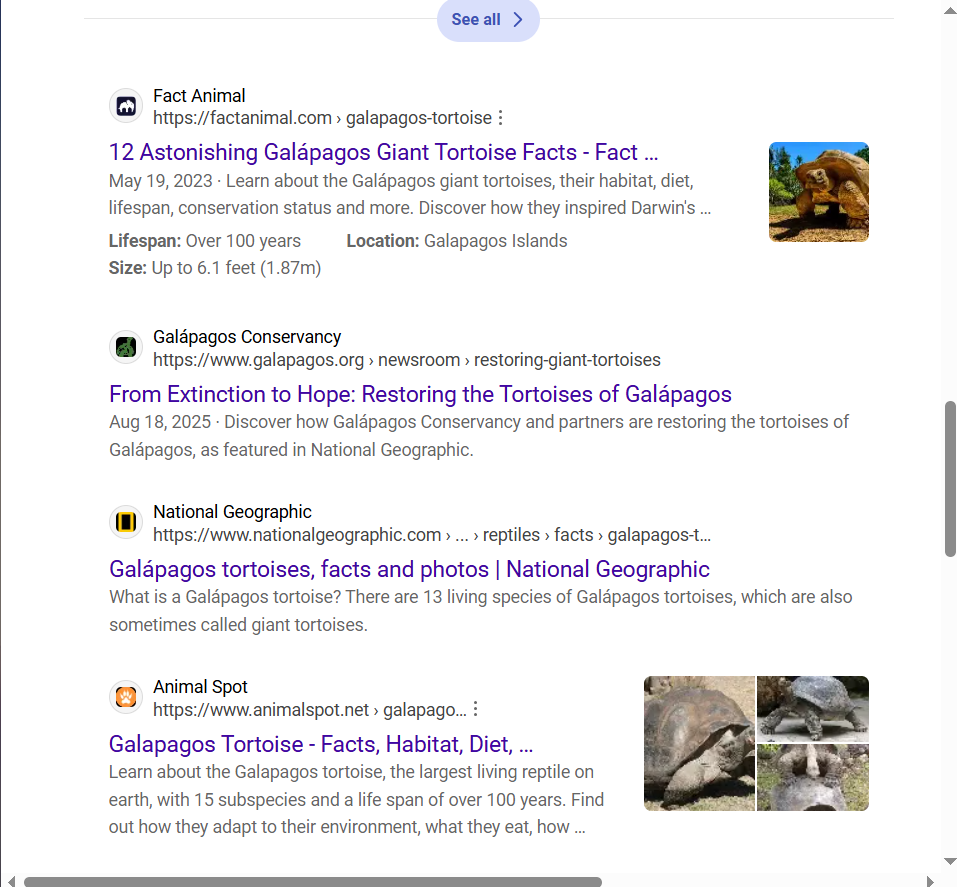 See all
Fact Animal
https://factanimal.com › galapagos-tortoise
12 Astonishing Galápagos Giant Tortoise Facts - Fact ...
May 19, 2023 · Learn about the Galápagos giant tortoises, their habitat, diet,
lifespan, conservation status and more. Discover how they inspired Darwin's ...
Lifespan: Over 100 years Location: Galapagos Islands
Size: Up to 6.1 feet (1.87m)
Galápagos Conservancy
https://www.galapagos.org › newsroom › restoring-giant-tortoises
From Extinction to Hope: Restoring the Tortoises of Galápagos
Aug 18, 2025 · Discover how Galápagos Conservancy and partners are restoring the tortoises of
Galápagos, as featured in National Geographic.
National Geographic
https://www.nationalgeographic.com › ... › reptiles › facts › galapagos-t...
Galápagos tortoises, facts and photos | National Geographic
What is a Galápagos tortoise? There are 13 living species of Galápagos tortoises, which are also
sometimes called giant tortoises.
Animal Spot
https://www.animalspot.net › galapago...
Galapagos Tortoise - Facts, Habitat, Diet, ...
Learn about the Galapagos tortoise, the largest living reptile on
earth, with 15 subspecies and a life span of over 100 years. Find
out how they adapt to their environment, what they eat, how ...